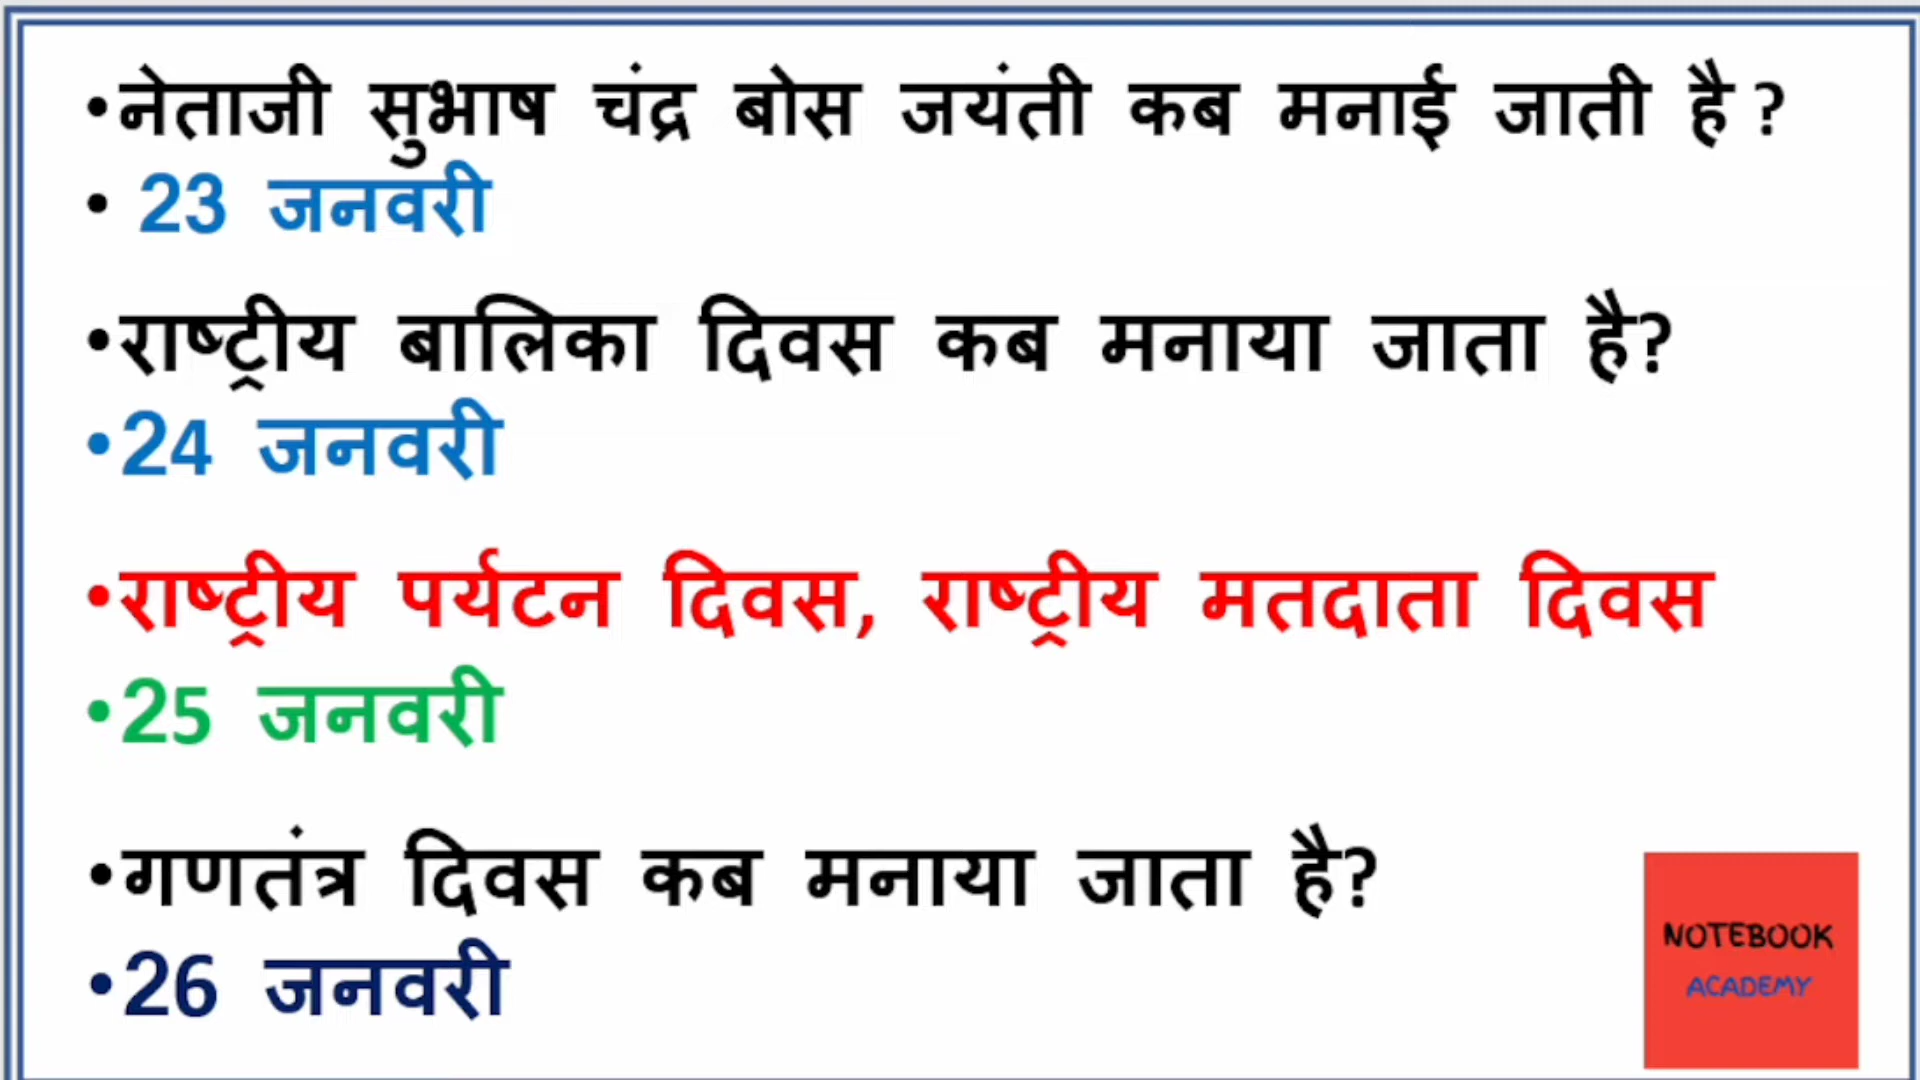 •नेताजी सुभाष चंद्र बोस जयंती कब मनाई जाती है ?
• 23 जनवरी
•राष्ट्रीय बालिका दिवस कब मनाया जाता है?
•24 जनवरी
•राष्ट्रीय पर्यटन दिवस, राष्ट्रीय मतदाता दिवस
•25 जनवरी
•गणतंत्र दिवस कब मनाया जाता है?
•26 जनवरी
NOTEBOOK
ACADEMY